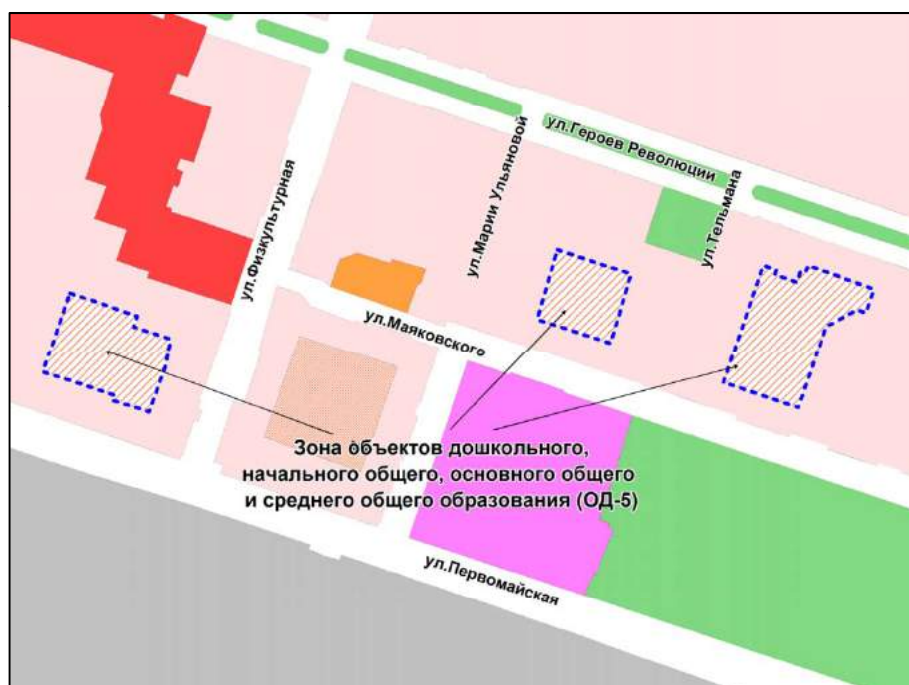 ул.Героев Революции
ул.Марии Ульяновой
ул.Тельмана
ул.Физкультурная
ул.Маяковского
Зона объектов дошкольного,
начального общего, основного общего
и среднего общего образования (ОД-5)
ул.Первомайская